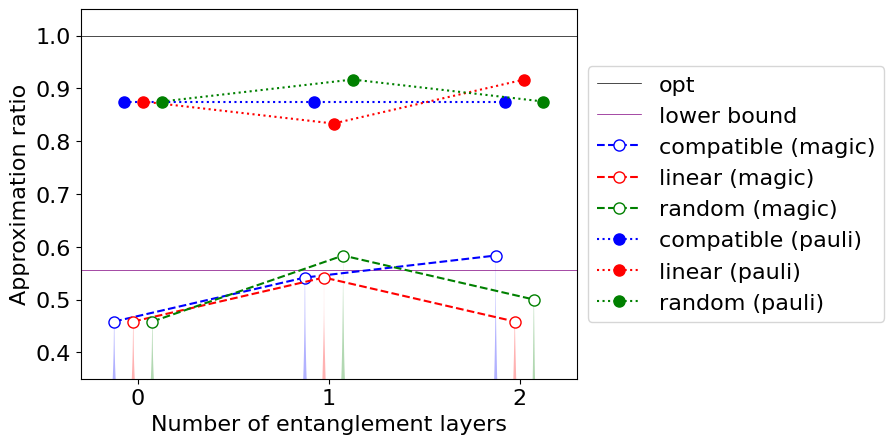 1.0
0.9
0.8
0.7
0.6
0.5
0.4
Approximation ratio
0
1
2
Number of entanglement layers
opt
lower bound
compatible (magic)
linear (magic)
random (magic)
compatible (pauli)
linear (pauli)
random (pauli)